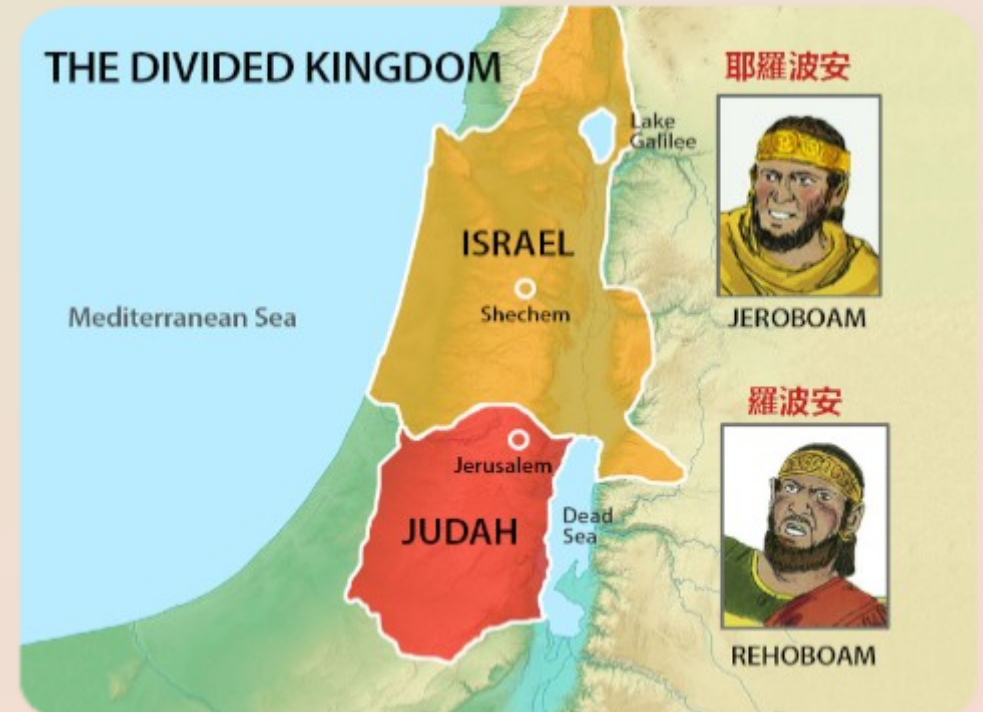 THE DIVIDED KINGDOM
耶羅波安
Lake
Galilee
ISRAEL
Shechem
Mediterranean Sea
JEROBOAM
羅波安
Jerusalem
JUDAH
Dead
Sea
REHOBOAM